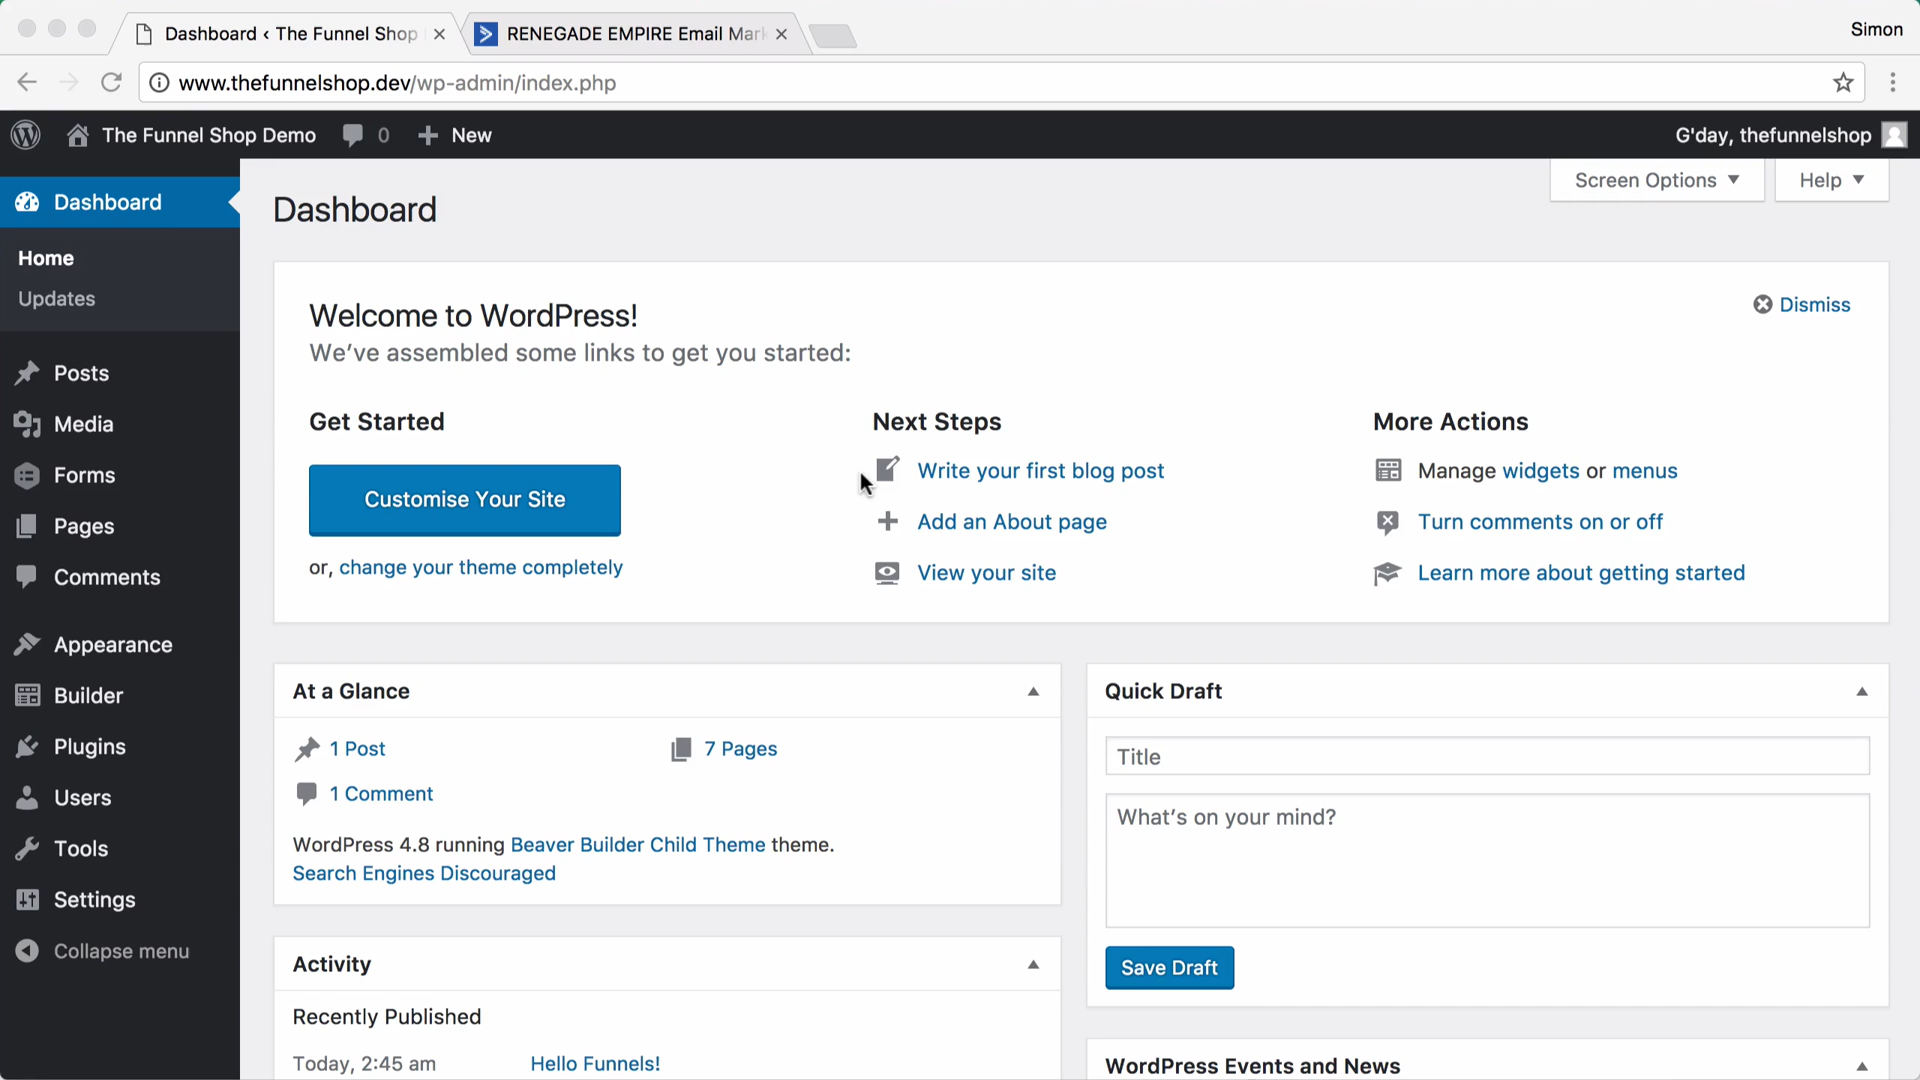 Dashboard ‹ The Funnel Shop
RENEGADE EMPIRE Email Mark
Simon
www.thefunnelshop.dev/wp-admin/index.php
The Funnel Shop Demo
0
New
G'day, thefunnelshop
Dashboard
Home
Updates
Posts
Media
Forms
Pages
Comments
Appearance
Builder
Plugins
Users
Tools
Settings
Collapse menu
Screen Options
Help
Dashboard
Welcome to WordPress!
We’ve assembled some links to get you started:
Dismiss
Get Started
Customise Your Site
or, change your theme completely
Next Steps
Write your first blog post
Add an About page
View your site
More Actions
Manage widgets or menus
Turn comments on or off
Learn more about getting started
At a Glance
1 Post
7 Pages
1 Comment
WordPress 4.8 running Beaver Builder Child Theme theme.
Search Engines Discouraged
Activity
Recently Published
Today, 2:45 am
Hello Funnels!
Quick Draft
Title
What’s on your mind?
Save Draft
WordPress Events and News